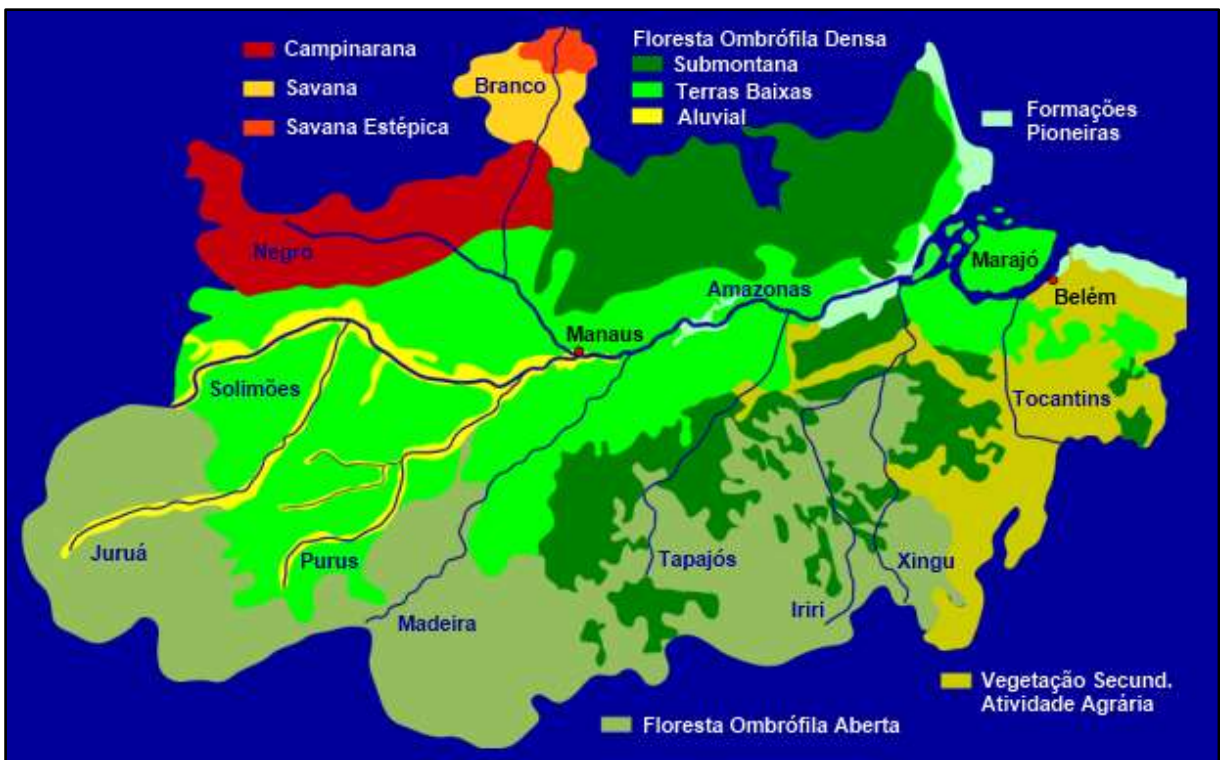 Campinarana
Savana
Savana Estépica
Branco
Floresta Ombrófila Densa
Submontana
Terras Baixas
Aluvial
Formações
Pioneiras
Negro
Marajó
Amazonas
Belém
Manaus
Solimões
Tocantins
Juruá
Purus
Tapajós
Xingu
Iriri
Madeira
Vegetação Secund.
Atividade Agrária
Floresta Ombrófila Aberta